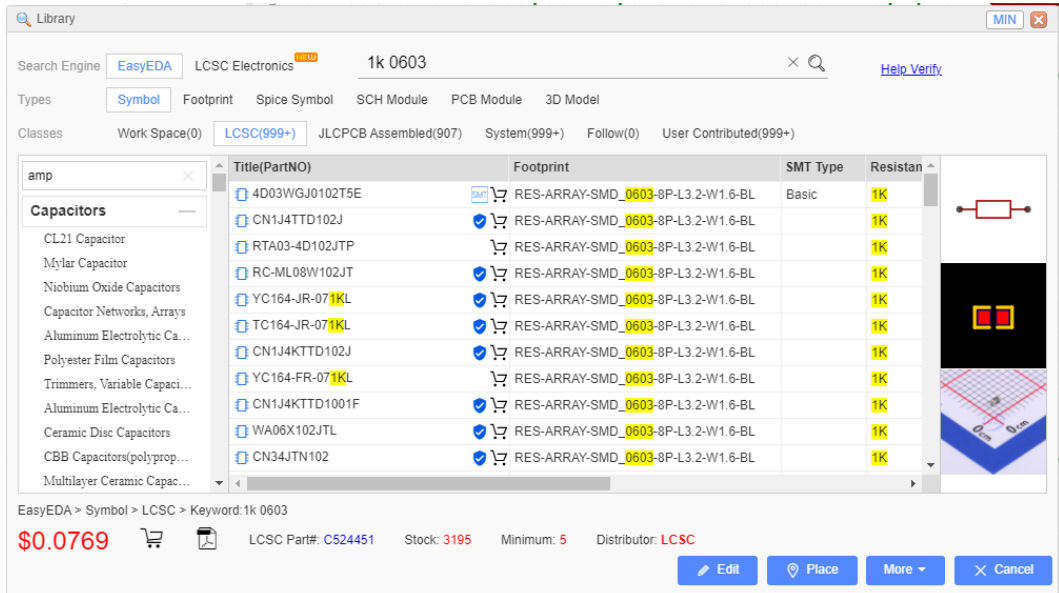 Library MIN
Search Engine EasyEDA LCSC Electronics NEW 1k 0603 Help Verify
Types Symbol Footprint Spice Symbol SCH Module PCB Module 3D Model
Classes Work Space(0) LCSC(999+) JLCPCB Assembled(907) System(999+) Follow(0) User Contributed(999+)
amp
Capacitors
CL21 Capacitor
Mylar Capacitor
Niobium Oxide Capacitors
Capacitor Networks, Arrays
Aluminum Electrolytic Ca...
Polyester Film Capacitors
Trimmers, Variable Capaci...
Aluminum Electrolytic Ca...
Ceramic Disc Capacitors
CBB Capacitors(polyprop...
Multilayer Ceramic Capac...
Title(PartNO) Footprint SMT Type Resistan
4D03WGJ0102T5E SMT RES-ARRAY-SMD_0603-8P-L3.2-W1.6-BL Basic 1K
CN1J4TTD102J RES-ARRAY-SMD_0603-8P-L3.2-W1.6-BL 1K
RTA03-4D102JTP RES-ARRAY-SMD_0603-8P-L3.2-W1.6-BL 1K
RC-ML08W102JT RES-ARRAY-SMD_0603-8P-L3.2-W1.6-BL 1K
YC164-JR-071KL RES-ARRAY-SMD_0603-8P-L3.2-W1.6-BL 1K
TC164-JR-071KL RES-ARRAY-SMD_0603-8P-L3.2-W1.6-BL 1K
CN1J4KTTD102J RES-ARRAY-SMD_0603-8P-L3.2-W1.6-BL 1K
YC164-FR-071KL RES-ARRAY-SMD_0603-8P-L3.2-W1.6-BL 1K
CN1J4KTTD1001F RES-ARRAY-SMD_0603-8P-L3.2-W1.6-BL 1K
WA06X102JTL RES-ARRAY-SMD_0603-8P-L3.2-W1.6-BL 1K
CN34JTN102 RES-ARRAY-SMD_0603-8P-L3.2-W1.6-BL 1K
0cm 0cm
EasyEDA > Symbol > LCSC > Keyword:1k 0603
$0.0769 LCSC Part#: C524451 Stock: 3195 Minimum: 5 Distributor: LCSC
Edit Place More Cancel